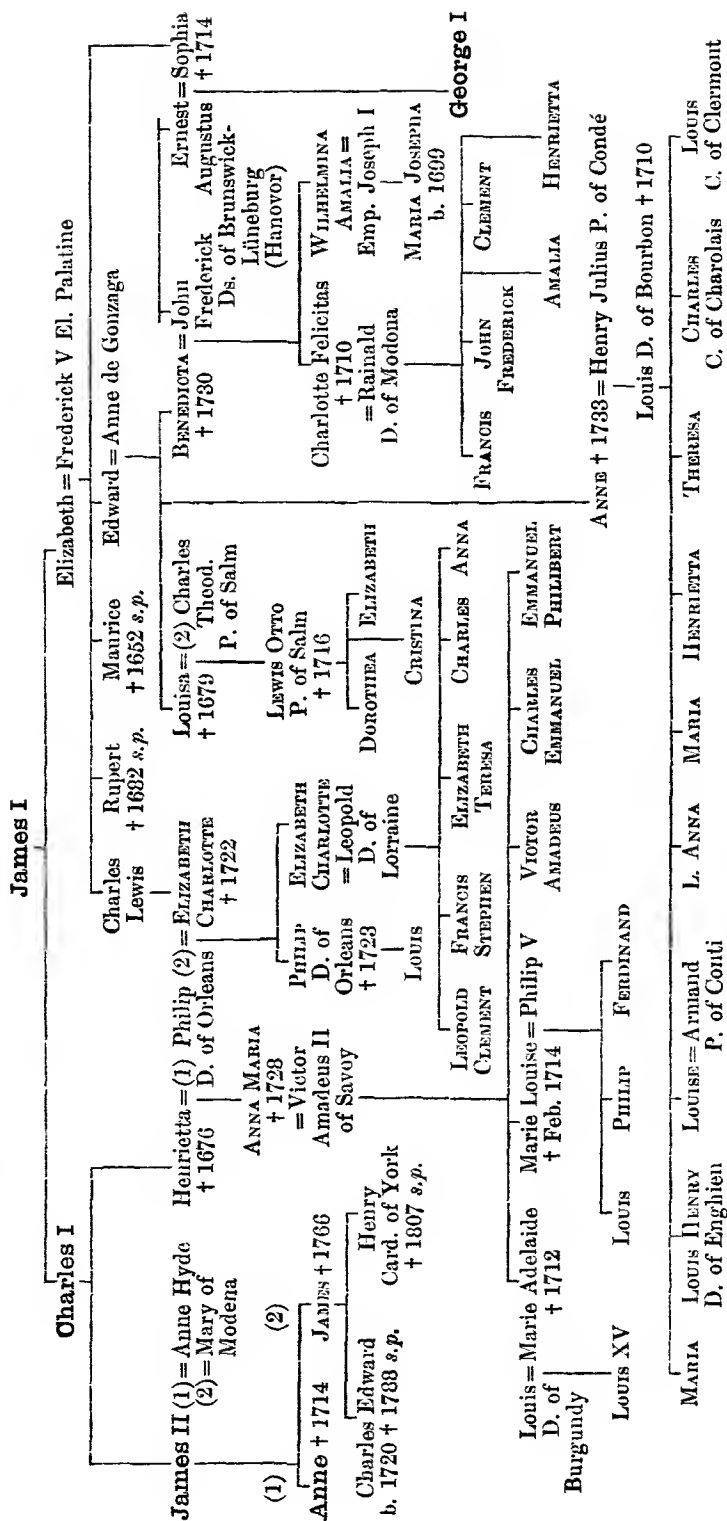 James I
Charles I
Elizabeth = Frederick V El. Palatine
James II (1) = Anne Hyde
(2) = Mary of
Modena
Henrietta = (1) Philip (2) = ELIZABETH
† 1676
D. of Orleans
CHARLOTTE
† 1722
Charles
Lewis
Rupert
† 1682 s.p.
Maurice
† 1652 s.p.
Edward = Anne de Gonzaga
Ernest = Sophia
Augustus
† 1714
(1)
(2)
Anne † 1714
JAMES † 1766
Charles Edward
b. 1720 † 1788 s.p.
Henry
Card. of York
† 1807 s.p.
ANNA MARIA
† 1728
= Victor
Amadeus II
of Savoy
PHILIP
D. of
Orleans
† 1723
LOUIS
ELIZABETH
CHARLOTTE
= Leopold
D. of
Lorraine
Louisa = (2) Charles
† 1679
Theod.
P. of Salm
LEWIS OTTO
P. of Salm
† 1716
DOROTHEA
ELIZABETH
CRISTINA
BENEDICTA = John
† 1730
Frederick
Ds. of Brunswick-
Lüneburg
(Hanover)
Charlotte Felicitas
† 1710
= Rainald
D. of Modona
WILHELMINA
AMALIA =
Emp. Joseph I
MARIA JOSEPHA
b. 1699
George I
LEOPOLD
CLEMENT
FRANCIS
STEPHEN
ELIZABETH
TERESA
CHARLES
ANNA
FRANCIS
JOHN
FREDERICK
AMALIA
CLEMENT
HENRIETTA
Louis = Marie Adelaide
D. of
Burgundy
† 1712
LOUIS XV
Marie Louise = Philip V
† Feb. 1714
LOUIS
PHILIP
FERDINAND
VICTOR
AMADEUS
CHARLES
EMMANUEL
EMMANUEL
PHILIBERT
ANNE † 1733 = Henry Julius P. of Condé
Louis D. of Bourbon † 1710
MARIA
LOUIS HENRY
D. of Enghien
LOUISE = Armand
P. of Conti
L. ANNA
MARIA
HENRIETTA
THERESA
CHARLES
C. of Charolais
LOUIS
C. of Clermont